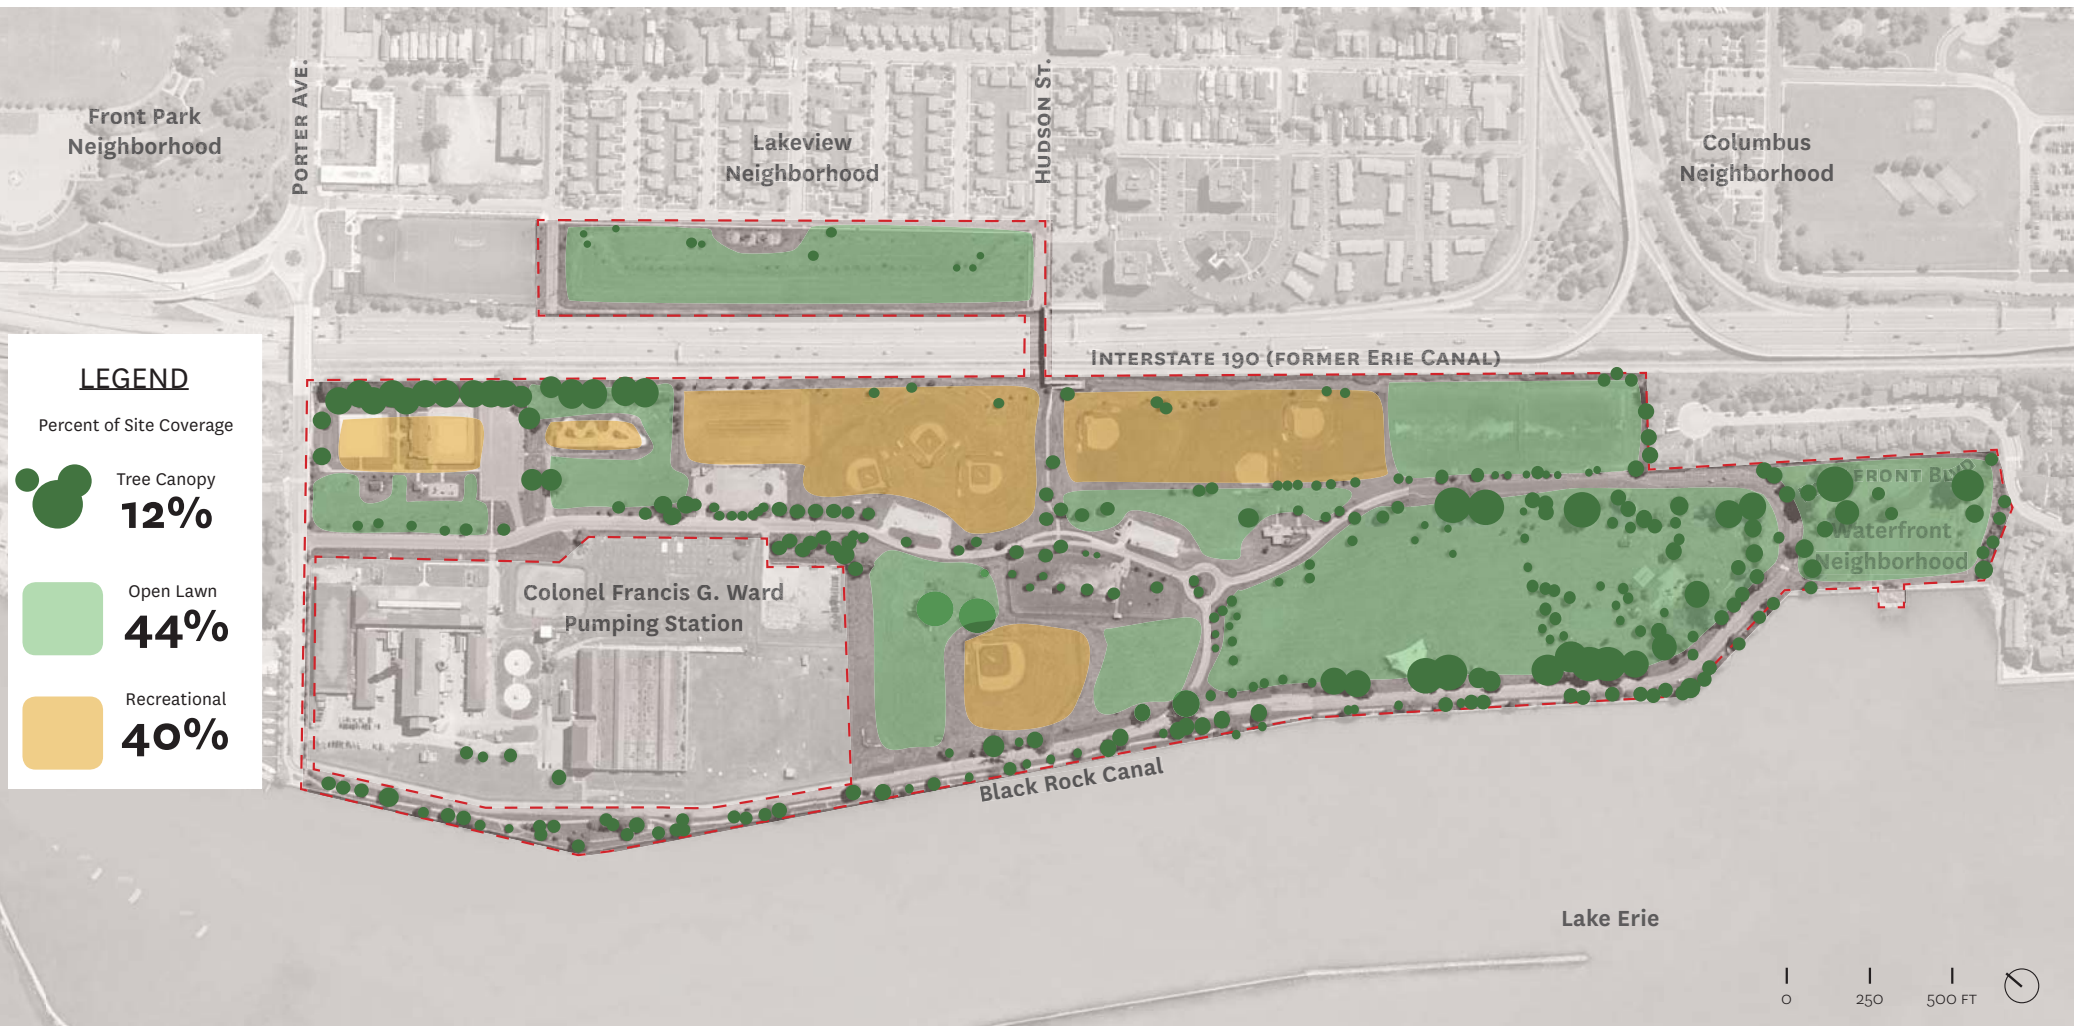 Front Park
Neighborhood
PORTER AVE.
Lakeview
Neighborhood
HUDSON ST.
Columbus
Neighborhood
INTERSTATE 190 (FORMER ERIE CANAL)
LEGEND
Percent of Site Coverage
Tree Canopy
12%
Open Lawn
44%
Recreational
40%
FRONT BLVD
Waterfront
Neighborhood
Colonel Francis G. Ward
Pumping Station
Black Rock Canal
Lake Erie
0 250 500 FT